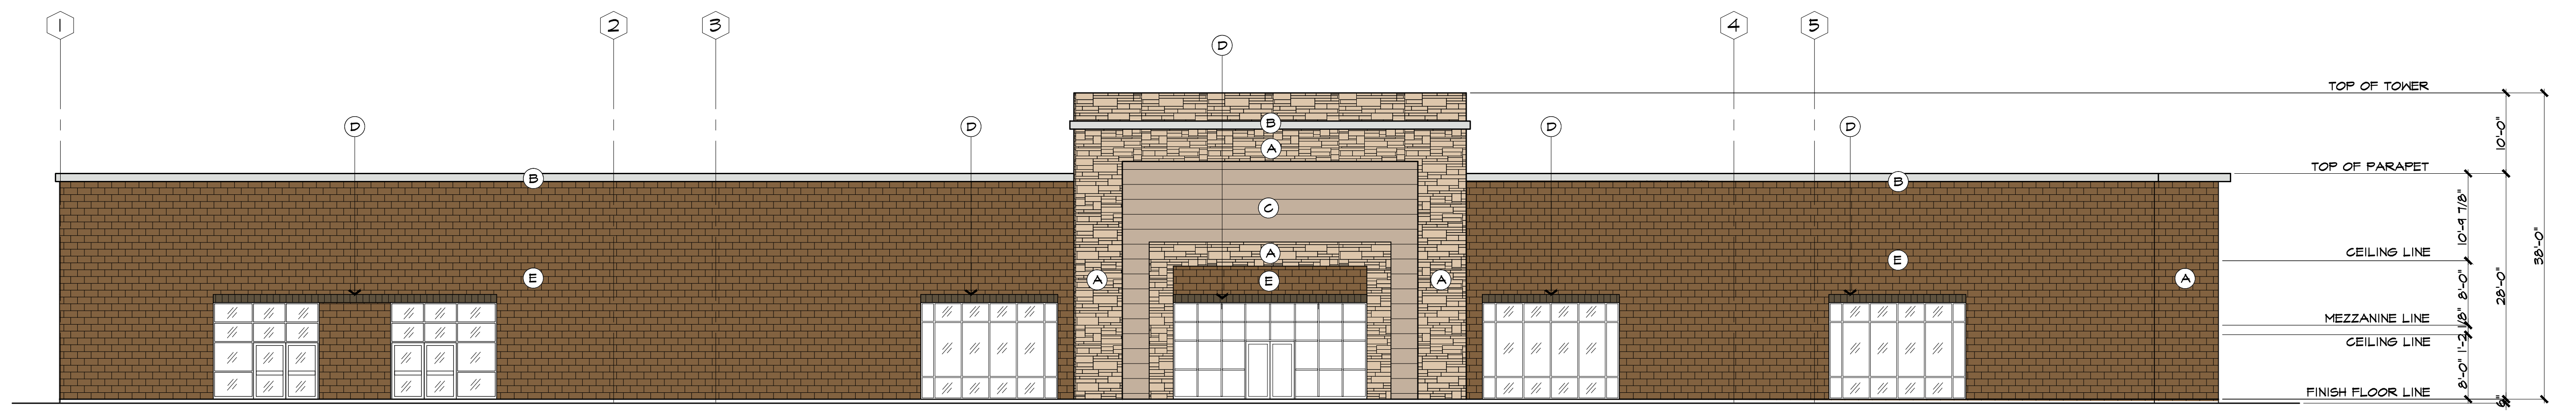 1
2
3
4
5
D
D
D
D
D
B
B
B
A
C
A
A
A
A
E
E
E
TOP OF TOWER
TOP OF PARAPET
CEILING LINE
MEZZANINE LINE
CEILING LINE
FINISH FLOOR LINE
10'-9 7/8"
8'-0"
8'-0"
10'-0"
28'-0"
38'-0"